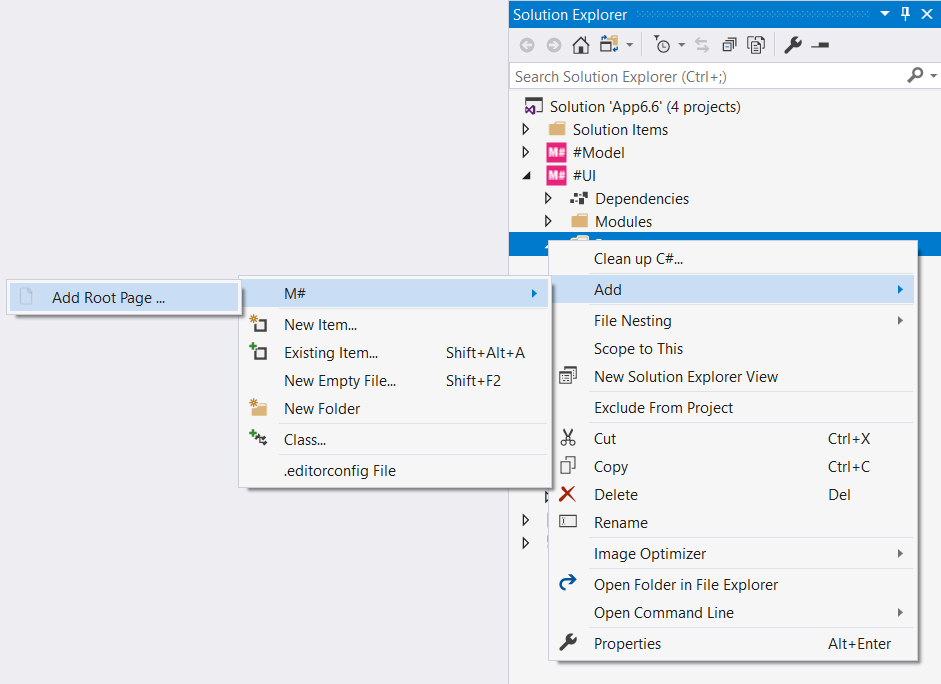 Solution Explorer
Search Solution Explorer (Ctrl+;)
Solution 'App6.6' (4 projects)
Solution Items
M# #Model
M# #UI
Dependencies
Modules
Clean up C#...
Add
File Nesting
Scope to This
New Solution Explorer View
Exclude From Project
Cut Ctrl+X
Copy Ctrl+C
Delete Del
Rename
Image Optimizer
Open Folder in File Explorer
Open Command Line
Properties Alt+Enter
M#
New Item...
Existing Item... Shift+Alt+A
New Empty File... Shift+F2
New Folder
Class...
.editorconfig File
Add Root Page ...